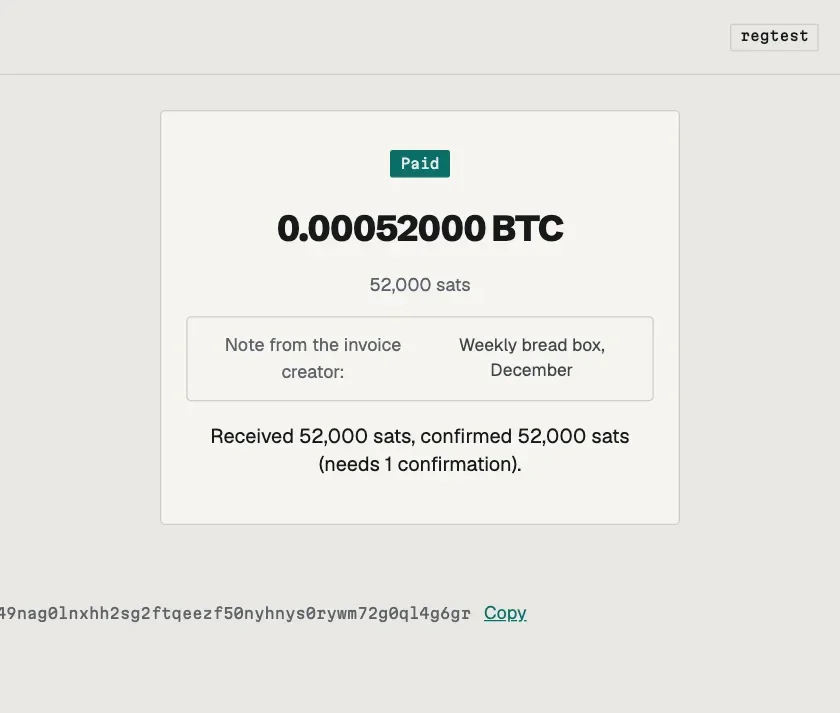 regtest
Paid
0.00052000 BTC
52,000 sats
Note from the invoice
creator:
Weekly bread box,
December
Received 52,000 sats, confirmed 52,000 sats
(needs 1 confirmation).
49nag0lnxhh2sg2ftqeezf50nyhnys0rywm72g0ql4g6gr Copy